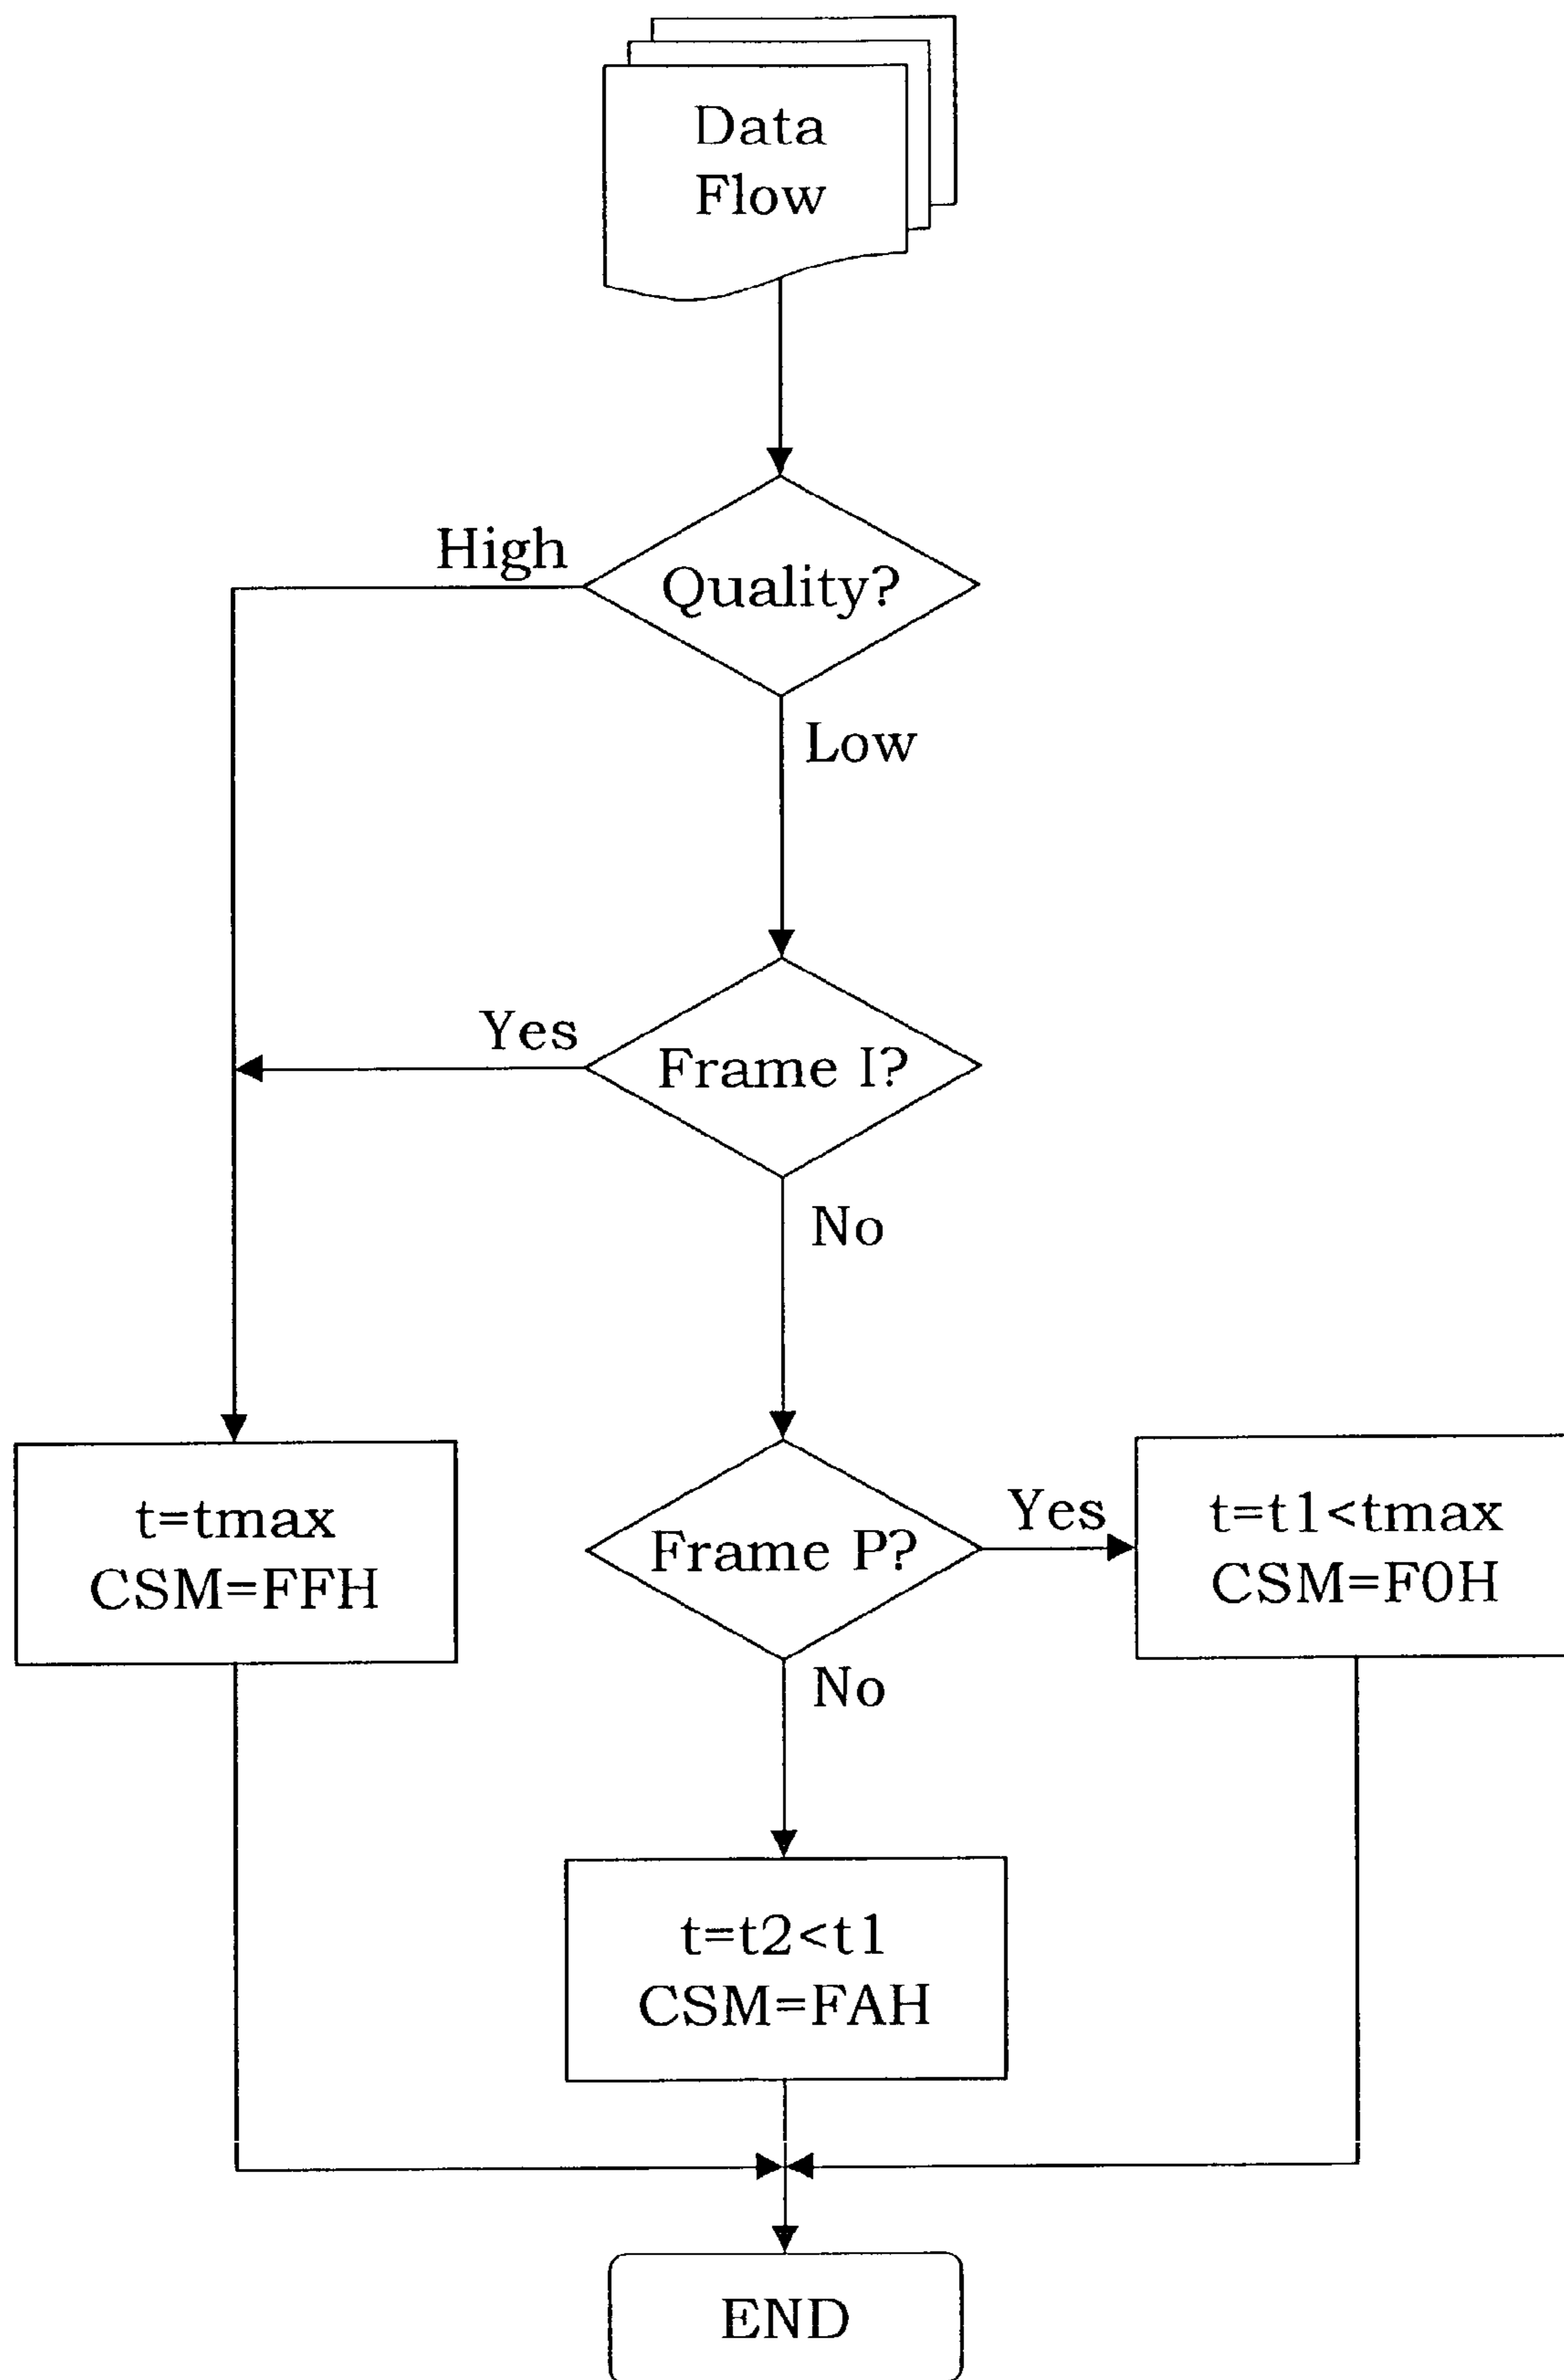 Data
Flow
High
Quality?
Low
Yes
Frame I?
No
t=tmax
CSM=FFH
Frame P?
Yes
t=t1<tmax
CSM=F0H
No
t=t2<t1
CSM=FAH
END